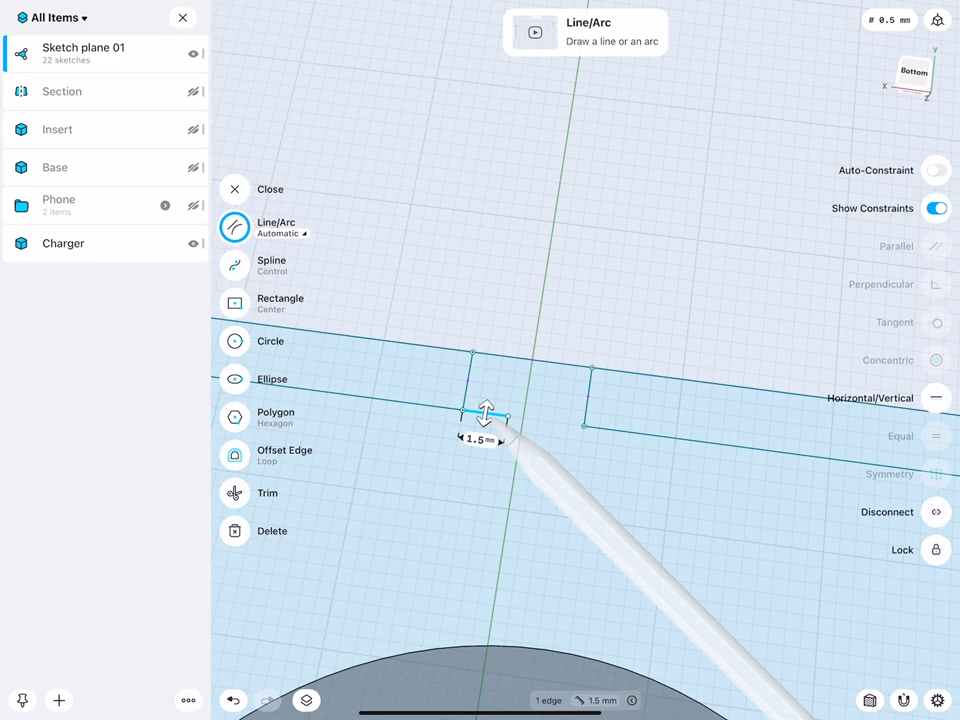 All Items
Sketch plane 01
22 sketches
Section
Insert
Base
Phone
2 items
Charger
Line/Arc
Draw a line or an arc
# 0.5 mm
Y
Bottom
X
Z
Close
Line/Arc
Automatic
Spline
Control
Rectangle
Center
Circle
Ellipse
Polygon
Hexagon
Offset Edge
Loop
Trim
Delete
1.5 mm
Auto-Constraint
Show Constraints
Parallel
Perpendicular
Tangent
Concentric
Horizontal/Vertical
Equal
Symmetry
Disconnect
Lock
1 edge
1.5 mm